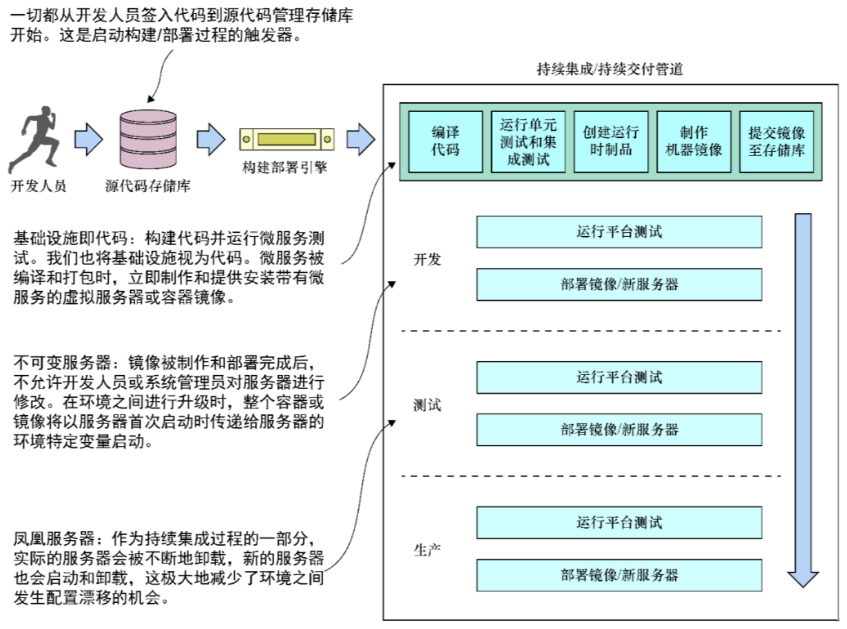 一切都从开发人员签入代码到源代码管理存储库
开始。这是启动构建/部署过程的触发器。
持续集成/持续交付管道
开发人员
源代码存储库
构建部署引擎
编译
代码
运行单元
测试和集
成测试
创建运行
时制品
制作
机器镜像
提交镜像
至存储库
基础设施即代码：构建代码并运行微服务测
试。我们也将基础设施视为代码。微服务被
编译和打包时，立即制作和提供安装带有微
服务的虚拟服务器或容器镜像。
开发
运行平台测试
部署镜像/新服务器
不可变服务器：镜像被制作和部署完成后，
不允许开发人员或系统管理员对服务器进行
修改。在环境之间进行升级时，整个容器或
镜像将以服务器首次启动时传递给服务器的
环境特定变量启动。
测试
运行平台测试
部署镜像/新服务器
凤凰服务器：作为持续集成过程的一部分，
实际的服务器会被不断地卸载，新的服务器
也会启动和卸载，这极大地减少了环境之间
发生配置漂移的机会。
生产
运行平台测试
部署镜像/新服务器